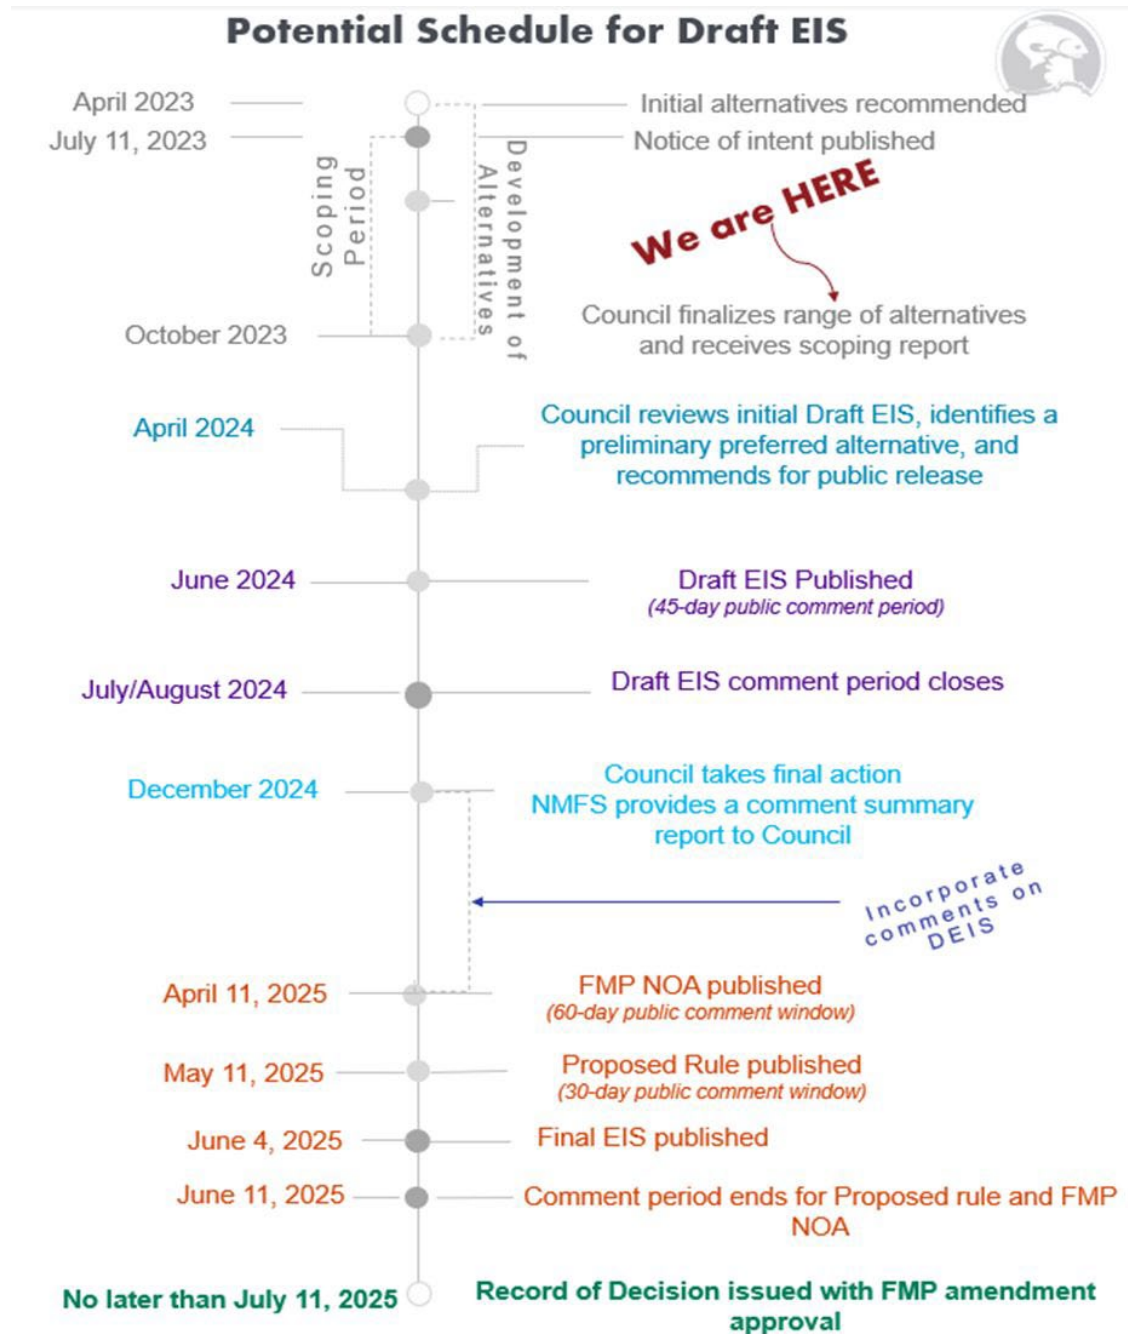 Potential Schedule for Draft EIS
April 2023
Initial alternatives recommended
July 11, 2023
Notice of intent published
Scoping
Period
Development of
Alternatives
We are HERE
October 2023
Council finalizes range of alternatives
and receives scoping report
April 2024
Council reviews initial Draft EIS, identifies a
preliminary preferred alternative, and
recommends for public release
June 2024
Draft EIS Published
(45-day public comment period)
July/August 2024
Draft EIS comment period closes
December 2024
Council takes final action
NMFS provides a comment summary
report to Council
Incorporate
comments on
DEIS
April 11, 2025
FMP NOA published
(60-day public comment window)
May 11, 2025
Proposed Rule published
(30-day public comment window)
June 4, 2025
Final EIS published
June 11, 2025
Comment period ends for Proposed rule and FMP
NOA
No later than July 11, 2025
Record of Decision issued with FMP amendment
approval